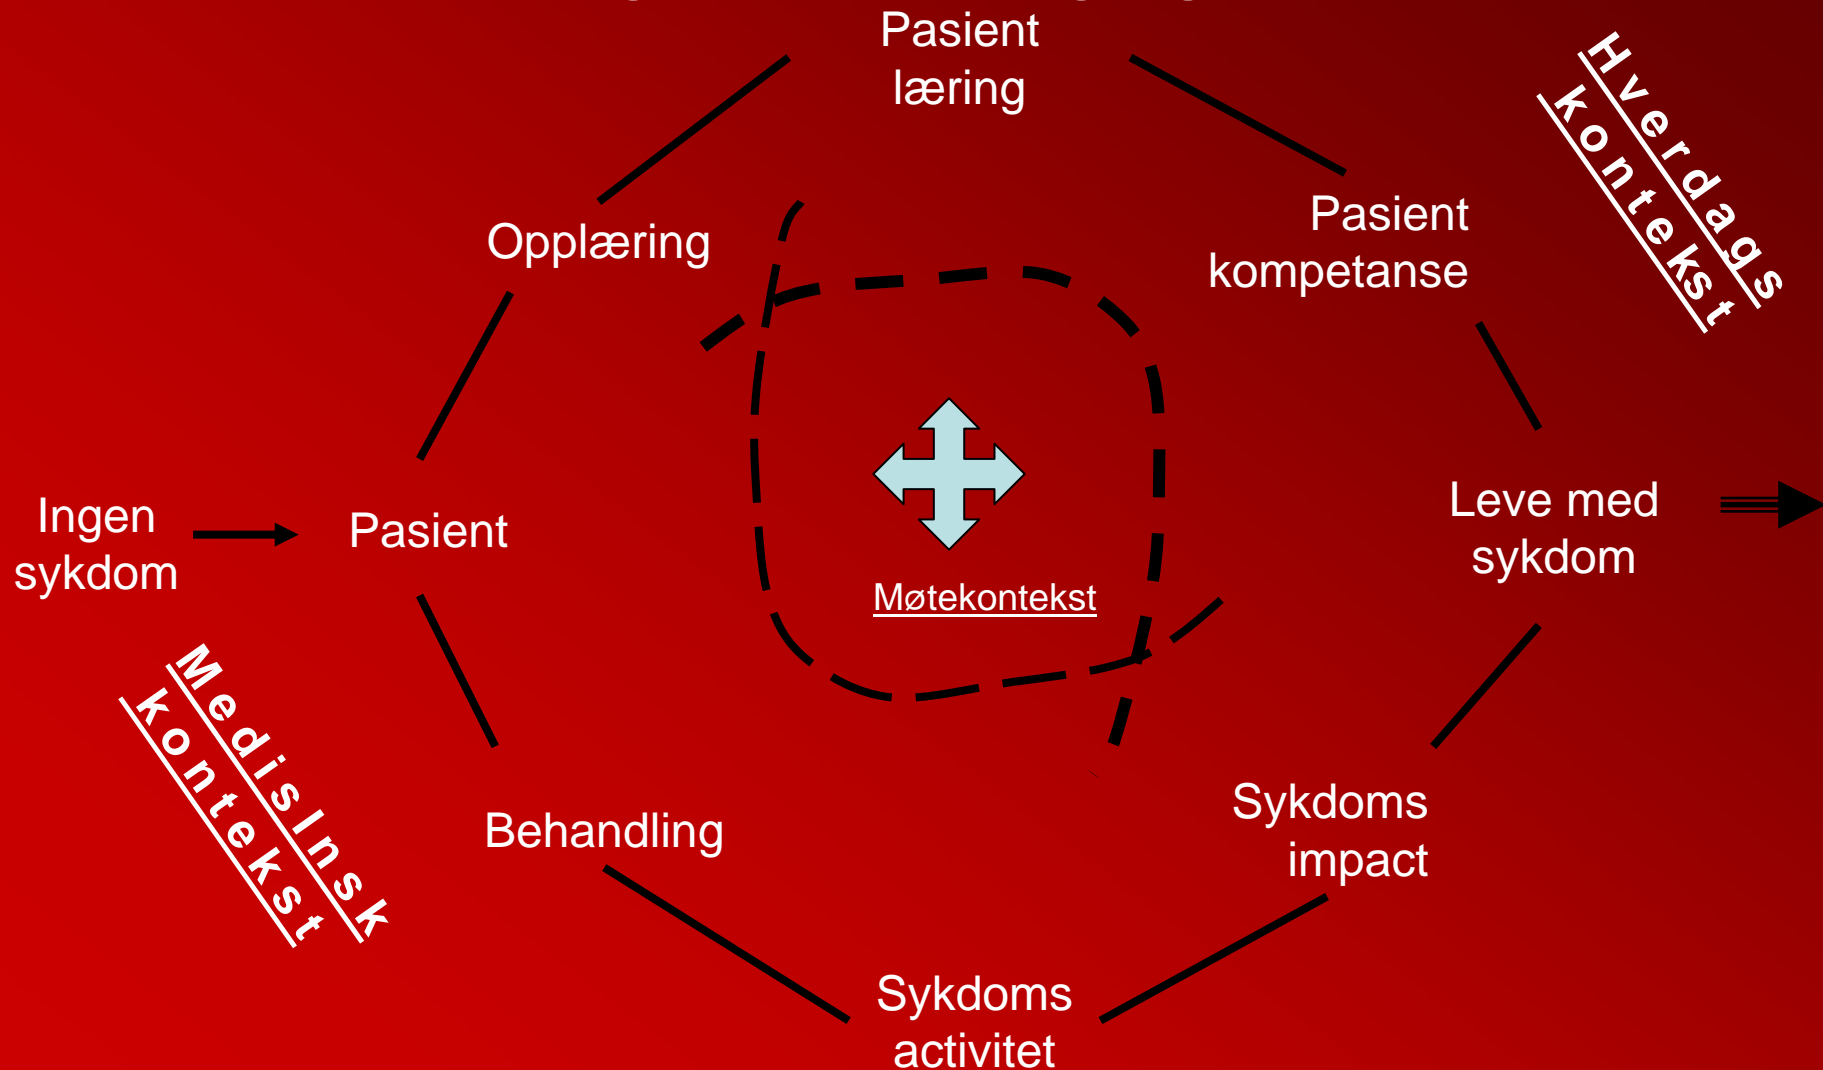 Pasient
læring
Hverdags
kontekst
Opplæring
Pasient
kompetanse
Ingen
sykdom
Pasient
Leve med
sykdom
Møtekontekst
MedisInsk
kontekst
Behandling
Sykdoms
impact
Sykdoms
activitet